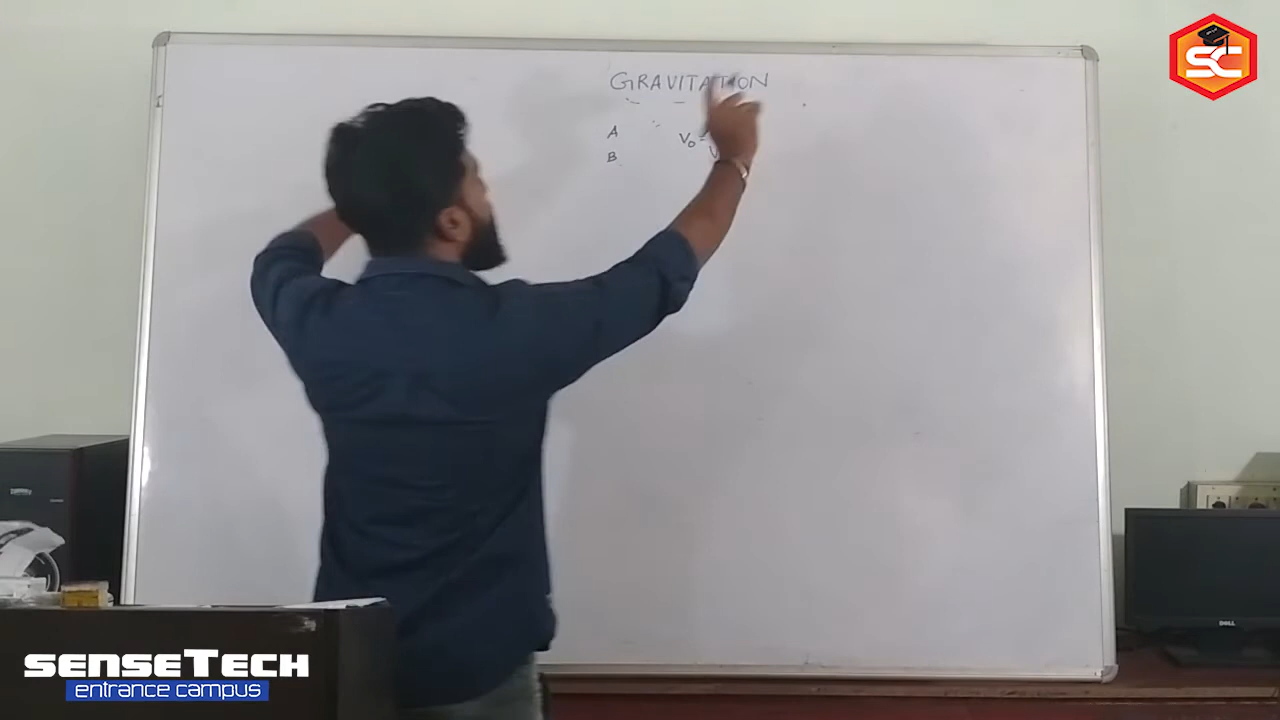 GRAVITATION
A
V₀ =
B
SC
SENSETECH
entrance campus
DELL